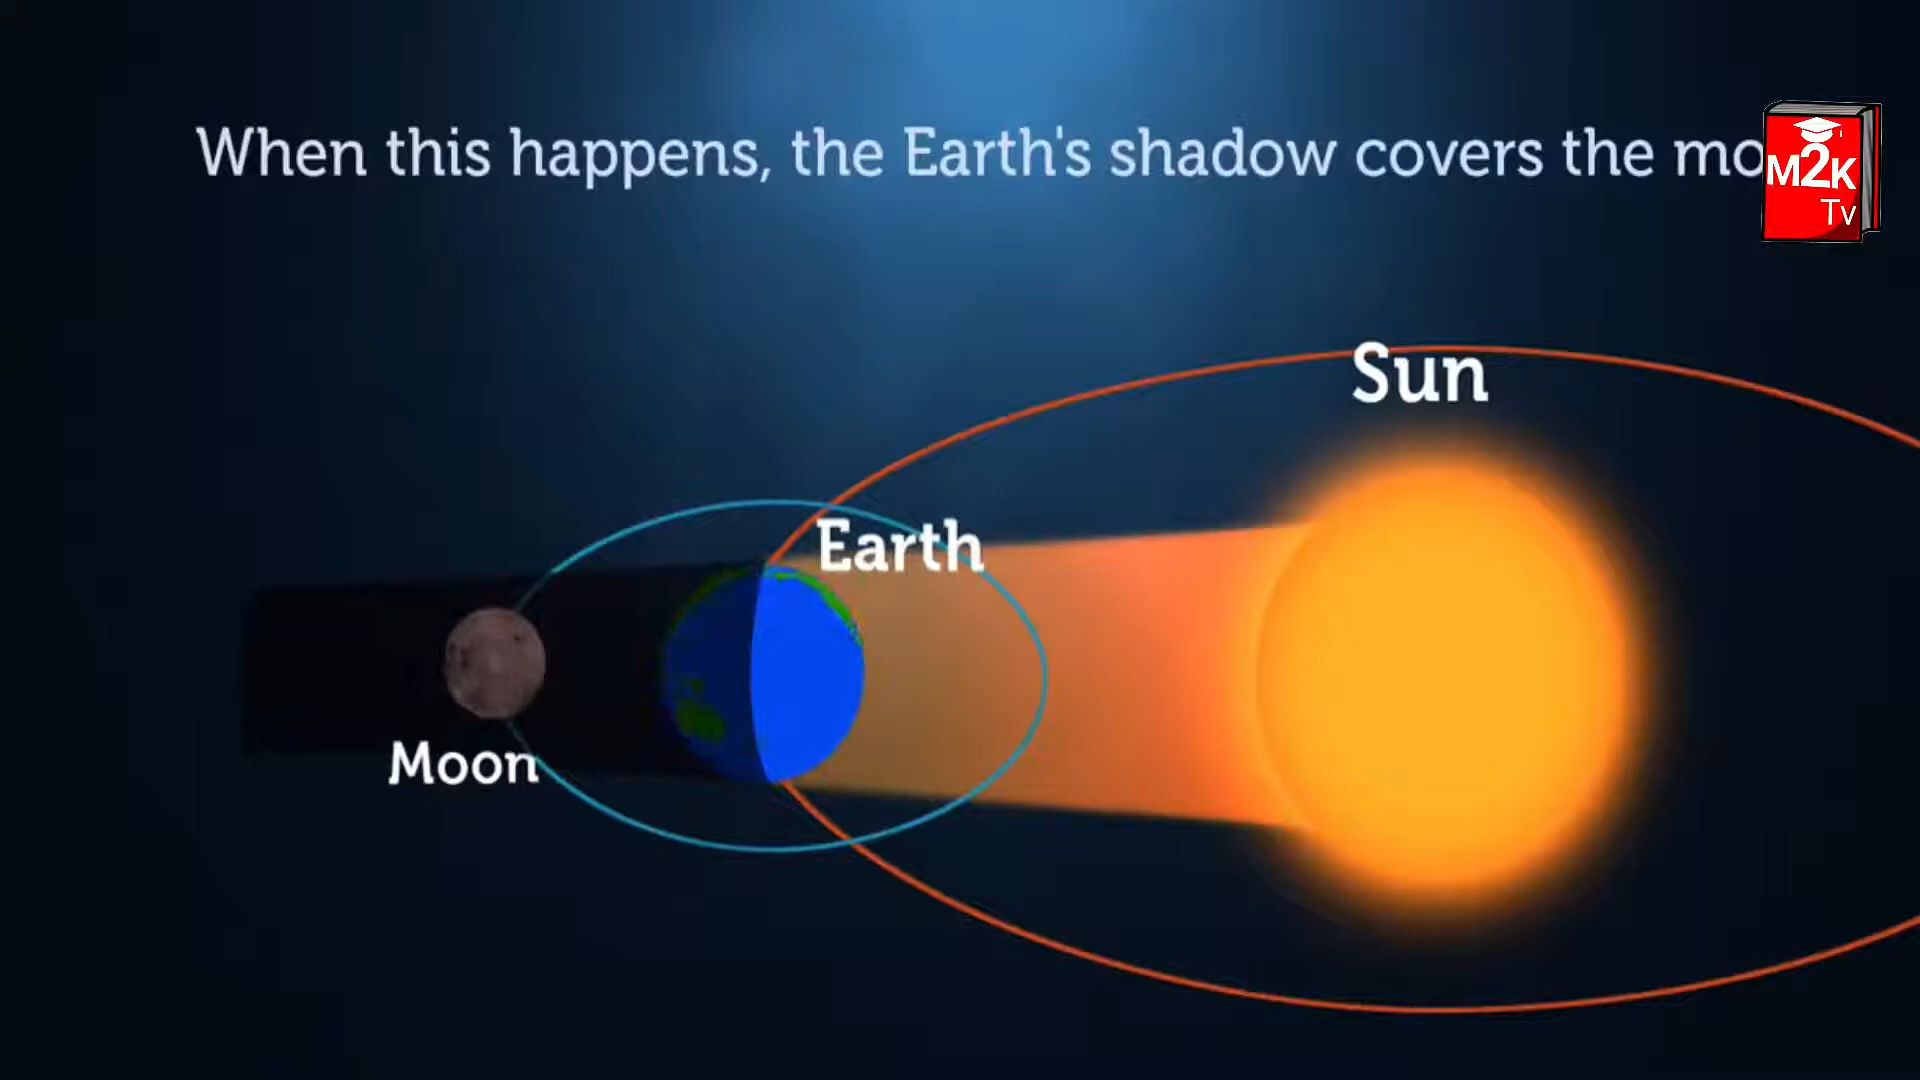 When this happens, the Earth's shadow covers the mo
M2K
Tv
Sun
Earth
Moon